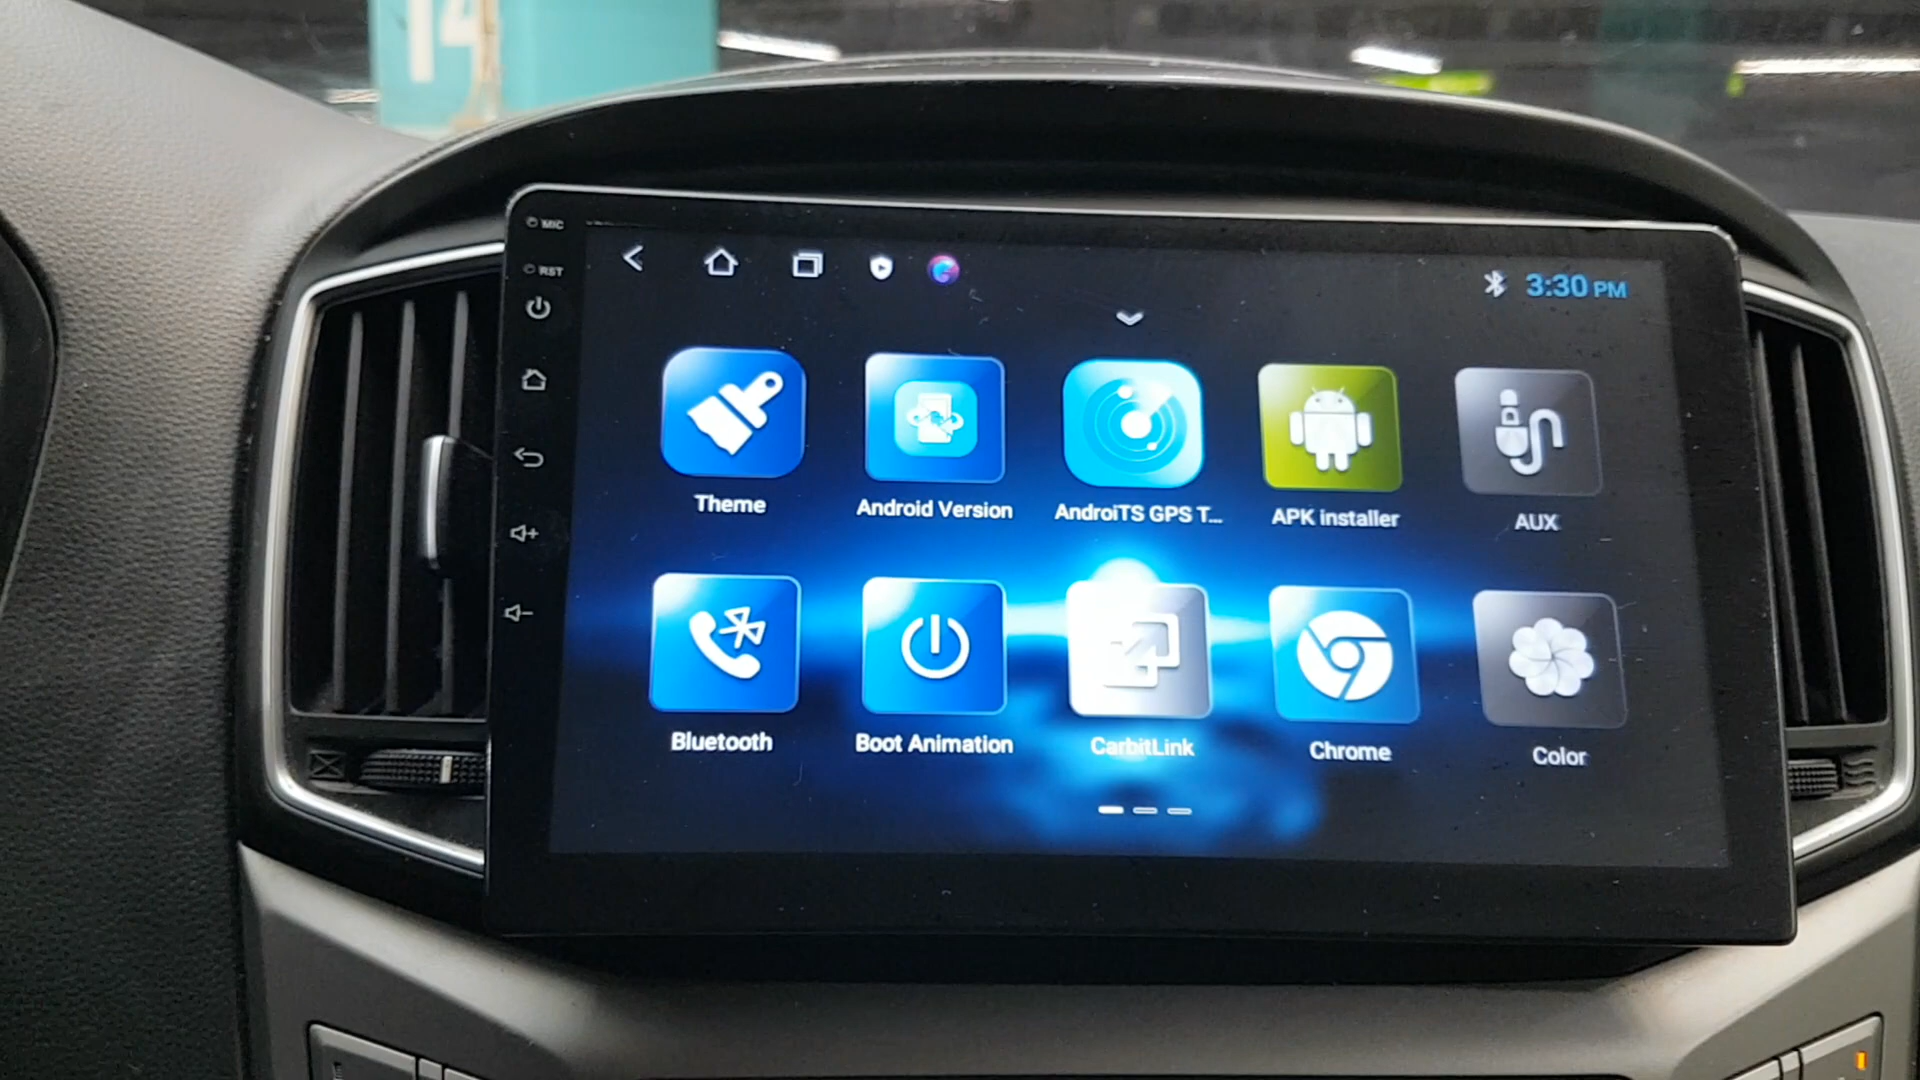 14
MIC
RST
3:30 PM
Theme
Android Version
AndroiTS GPS T...
APK installer
AUX
Bluetooth
Boot Animation
CarbitLink
Chrome
Color